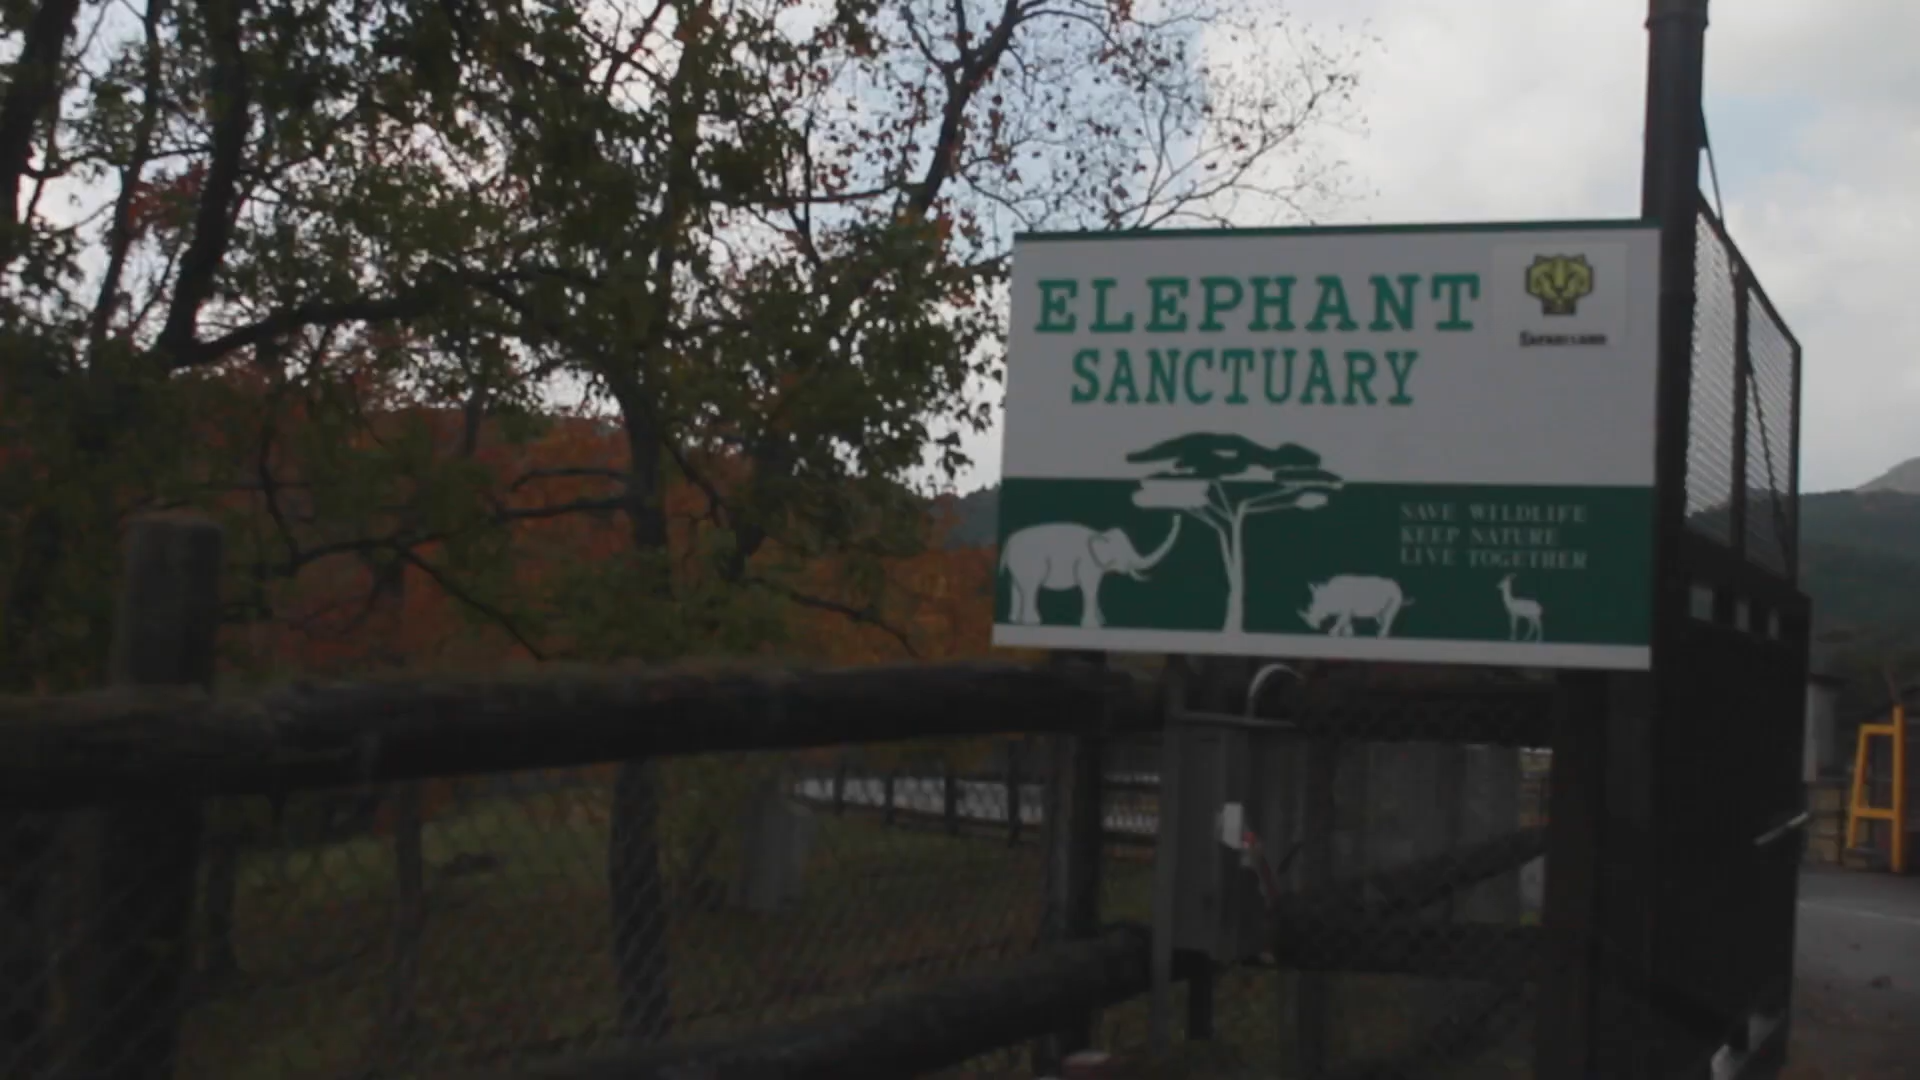 ELEPHANT
SANCTUARY
SAVE WILDLIFE
KEEP NATURE
LIVE TOGETHER